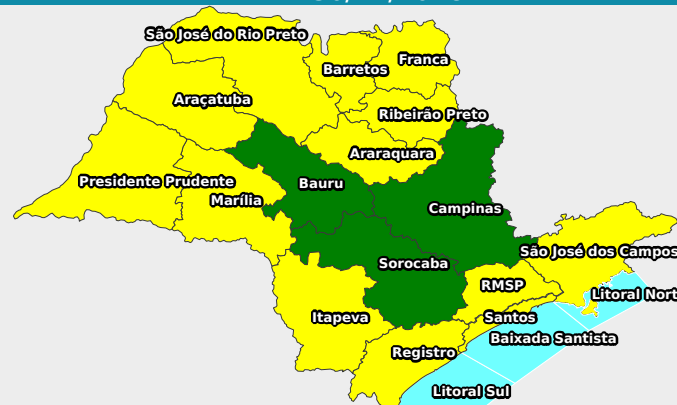 São José do Rio Preto
Franca
Barretos
Araçatuba
Ribeirão Preto
Araraquara
Presidente Prudente
Bauru
Marília
Campinas
São José dos Campos
Sorocaba
RMSP
Litoral Nort
Itapeva
Santos
Baixada Santista
Registro
Litoral Sul